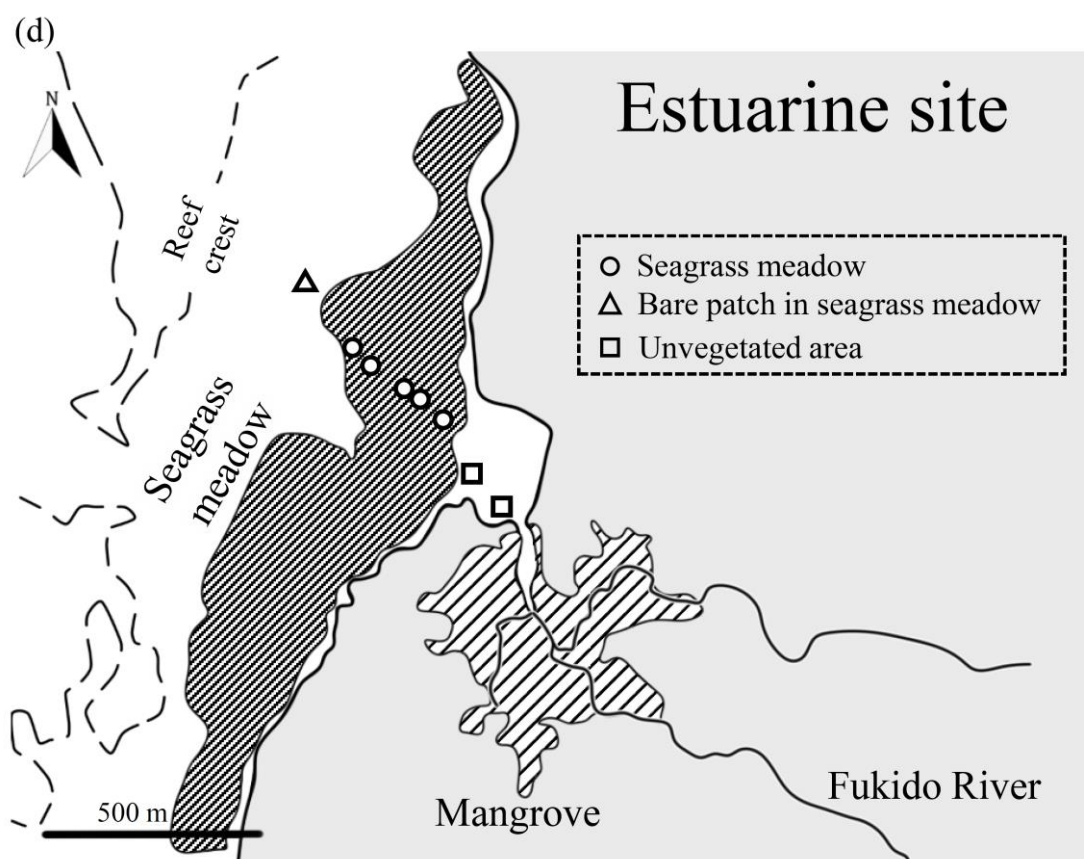 (d)
N
Estuarine site
Reef
crest
Seagrass meadow
Bare patch in seagrass meadow
Unvegetated area
Seagrass
meadow
500 m
Mangrove
Fukido River